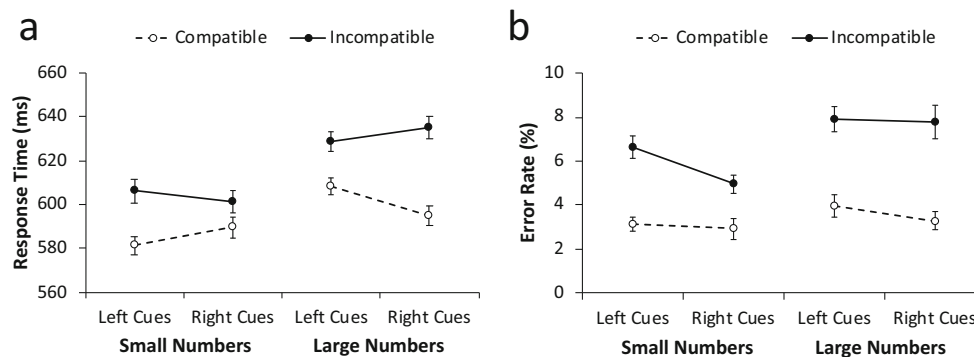 a
Compatible Incompatible
Response Time (ms)
660
640
620
600
580
560
Left Cues Right Cues Left Cues Right Cues
Small Numbers Large Numbers
b
Compatible Incompatible
Error Rate (%)
10
8
6
4
2
0
Left Cues Right Cues Left Cues Right Cues
Small Numbers Large Numbers